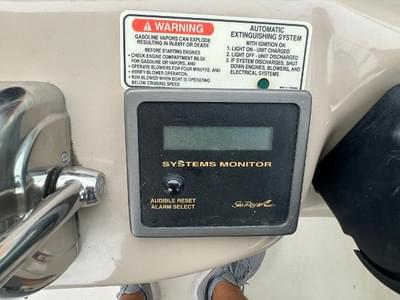 WARNING
GASOLINE VAPORS CAN EXPLODE
RESULTING IN INJURY OR DEATH
BEFORE STARTING ENGINES
• CHECK ENGINE COMPARTMENT BILGE
FOR GASOLINE OR VAPORS, AND
• OPERATE BLOWERS FOR FOUR MINUTES, AND
• VERIFY BLOWER OPERATION.
• RUN BLOWER WHEN BOAT IS OPERATING
BELOW CRUISING SPEED
AUTOMATIC
EXTINGUISHING SYSTEM
WITH IGNITION ON
1. LIGHT ON - UNIT CHARGED
2. LIGHT OFF - UNIT DISCHARGED
3. IF SYSTEM DISCHARGES, SHUT
DOWN ENGINES, BLOWERS, AND
ELECTRICAL SYSTEMS
SYSTEMS MONITOR
AUDIBLE RESET
ALARM SELECT
Sea Ray